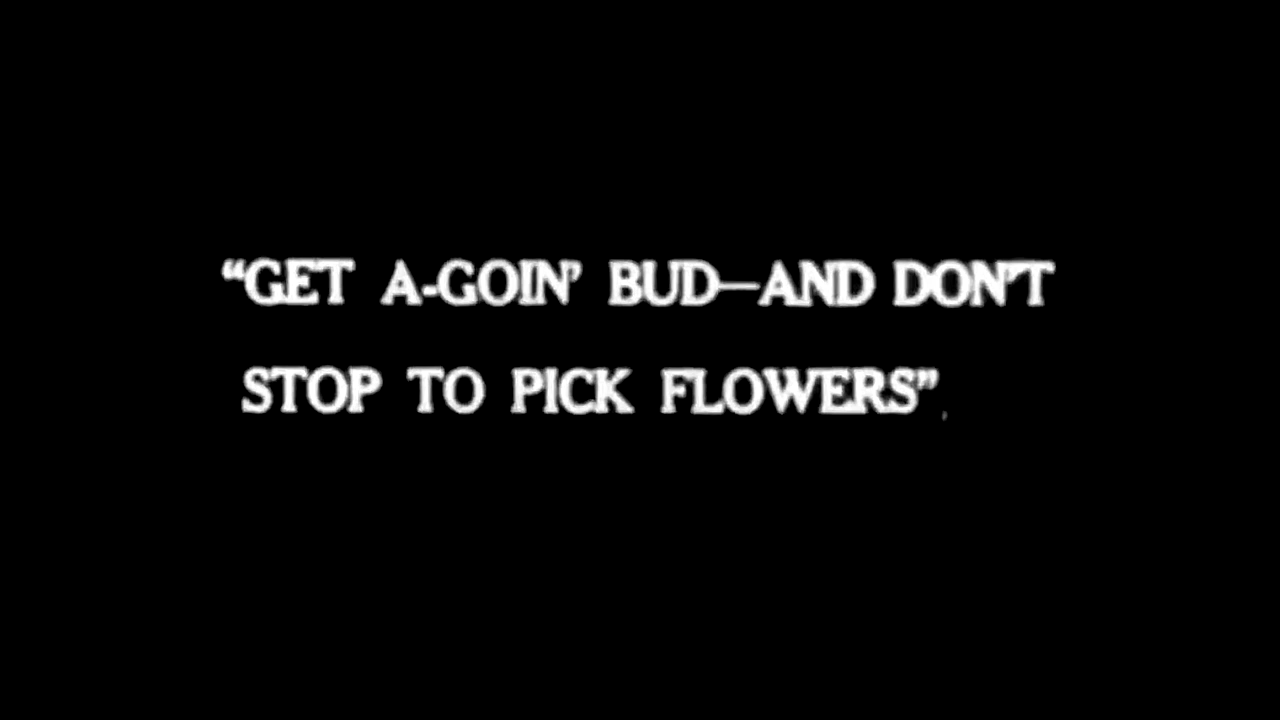 “GET A-GOIN’ BUD—AND DON’T
STOP TO PICK FLOWERS”